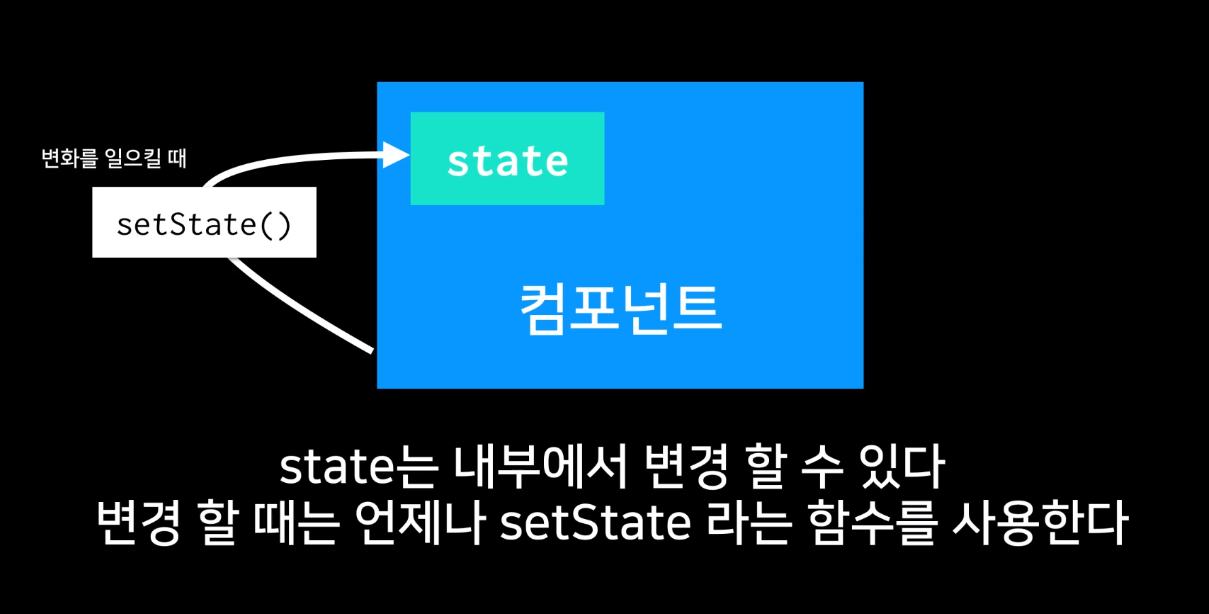 변화를 일으킬 때
setState()
state
컴포넌트
state는 내부에서 변경 할 수 있다
변경 할 때는 언제나 setState 라는 함수를 사용한다